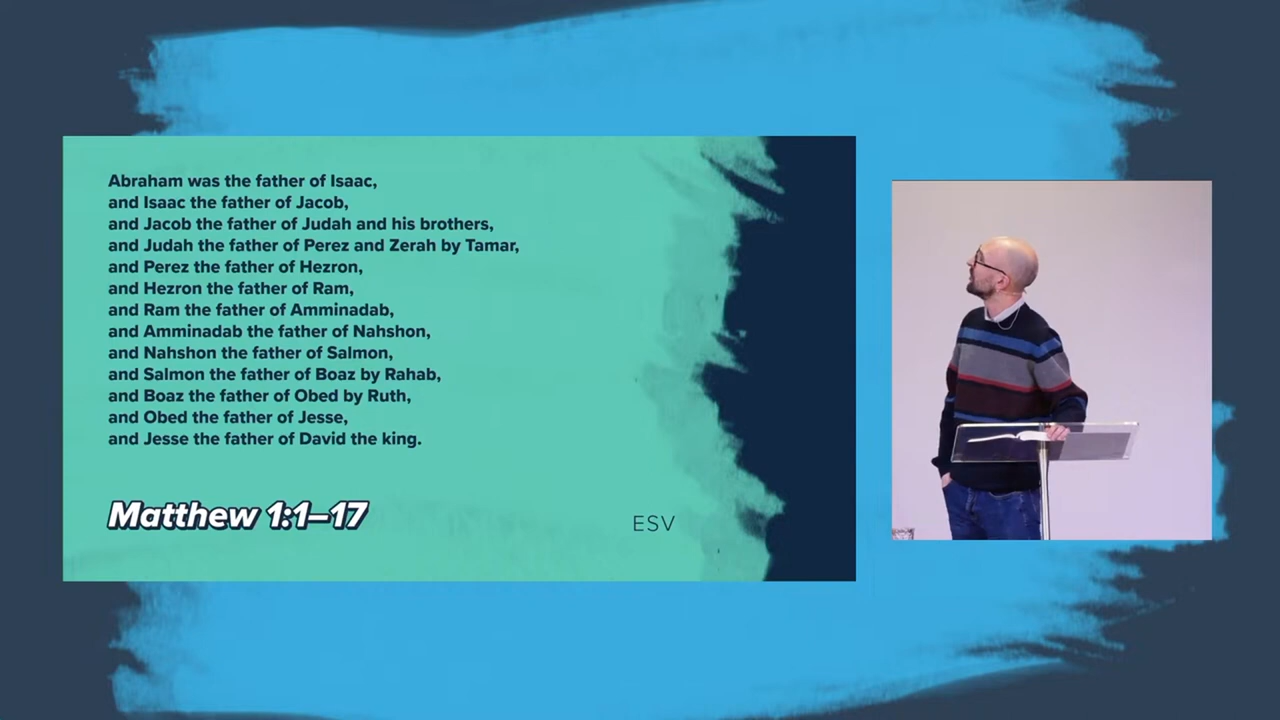 Abraham was the father of Isaac,
and Isaac the father of Jacob,
and Jacob the father of Judah and his brothers,
and Judah the father of Perez and Zerah by Tamar,
and Perez the father of Hezron,
and Hezron the father of Ram,
and Ram the father of Amminadab,
and Amminadab the father of Nahshon,
and Nahshon the father of Salmon,
and Salmon the father of Boaz by Rahab,
and Boaz the father of Obed by Ruth,
and Obed the father of Jesse,
and Jesse the father of David the king.
Matthew 1:1–17
ESV